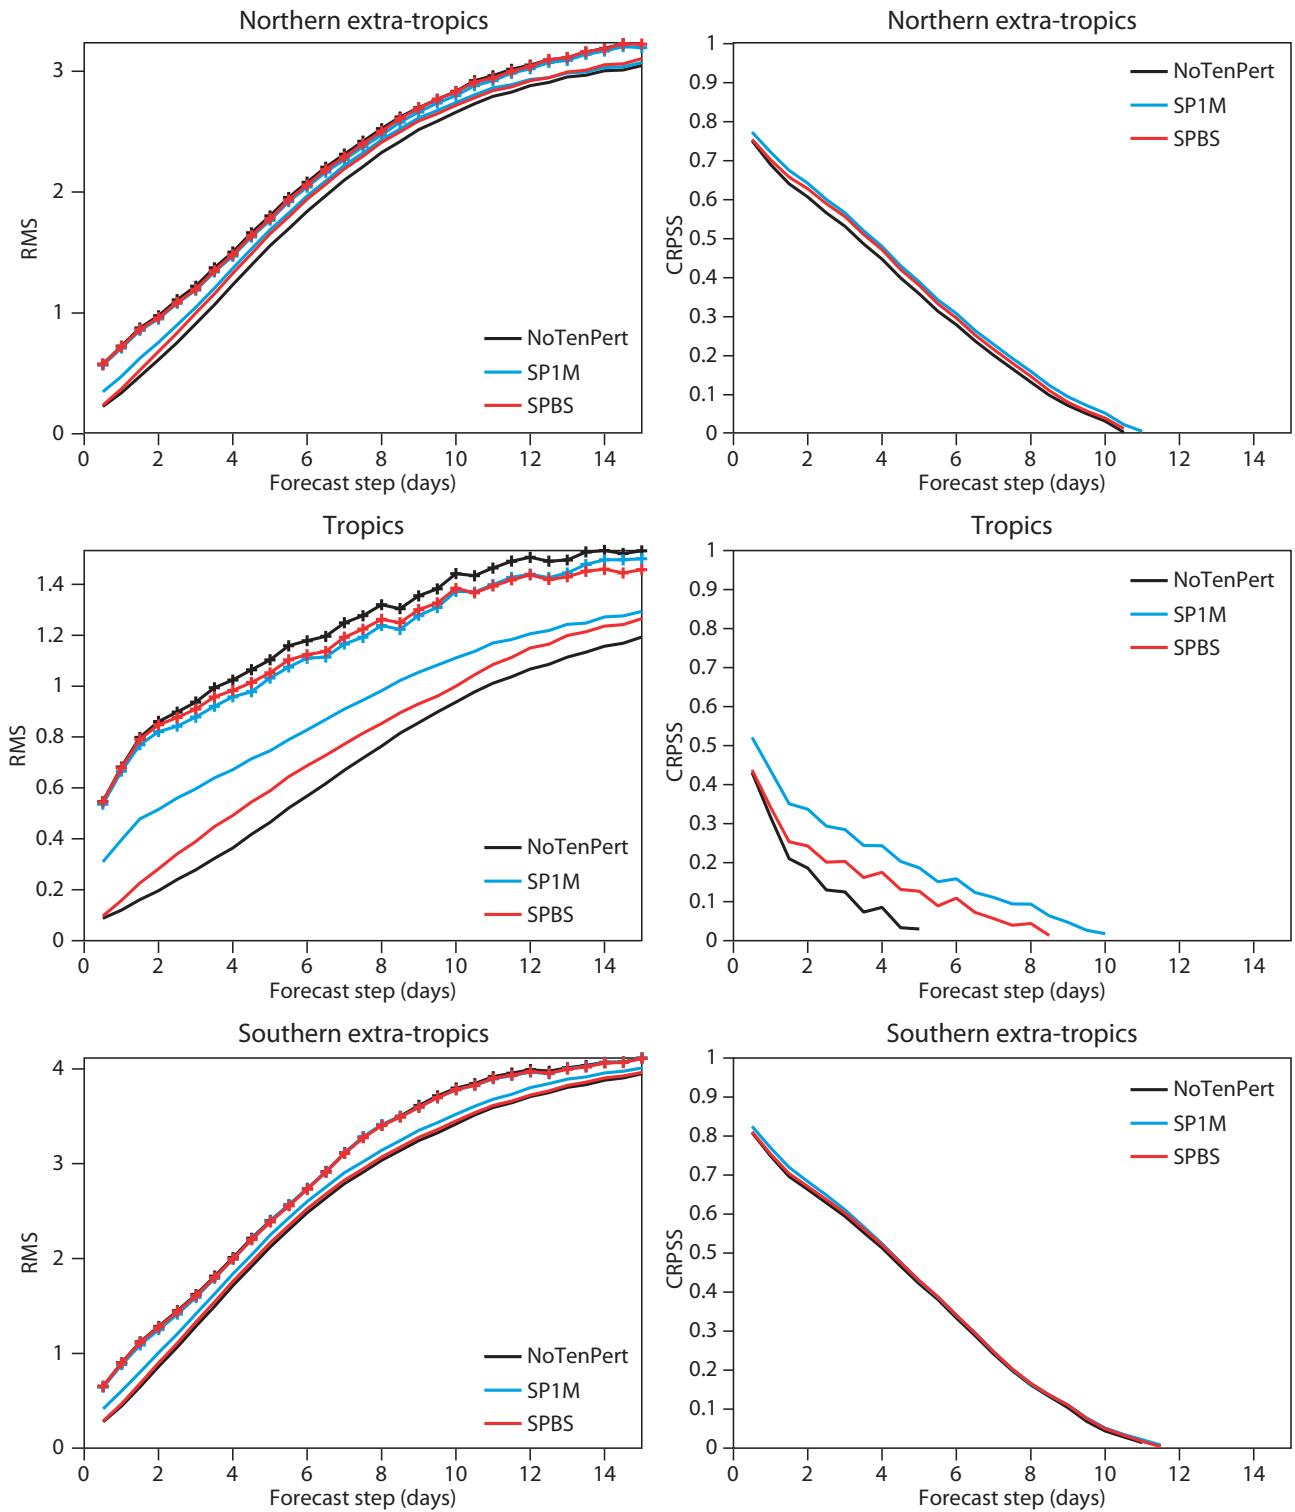 Northern extra-tropics
RMS
3
2
1
0
NoTenPert
SP1M
SPBS
0 2 4 6 8 10 12 14
Forecast step (days)
Northern extra-tropics
CRPSS
1
0.9
0.8
0.7
0.6
0.5
0.4
0.3
0.2
0.1
0
NoTenPert
SP1M
SPBS
0 2 4 6 8 10 12 14
Forecast step (days)
Tropics
RMS
1.4
1.2
1
0.8
0.6
0.4
0.2
0
NoTenPert
SP1M
SPBS
0 2 4 6 8 10 12 14
Forecast step (days)
Tropics
CRPSS
1
0.9
0.8
0.7
0.6
0.5
0.4
0.3
0.2
0.1
0
NoTenPert
SP1M
SPBS
0 2 4 6 8 10 12 14
Forecast step (days)
Southern extra-tropics
RMS
4
3
2
1
0
NoTenPert
SP1M
SPBS
0 2 4 6 8 10 12 14
Forecast step (days)
Southern extra-tropics
CRPSS
1
0.9
0.8
0.7
0.6
0.5
0.4
0.3
0.2
0.1
0
NoTenPert
SP1M
SPBS
0 2 4 6 8 10 12 14
Forecast step (days)